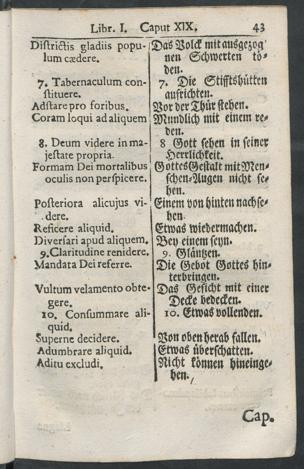 Libr. I. Caput XIX. 43
Districtis gladiis popu-
lum cædere.
Das Volck mit ausgezog
nen Schwerten tö-
den.
7. Tabernaculum con-
stituere.
7. Die Stifftshütten
aufrichten.
Adstare pro foribus.
Vor der Thür stehen.
Coram loqui ad aliquem
Mündlich mit einem re-
den.
8. Deum videre in ma-
jestate propria.
8 Gott sehen in seiner
Herrlichkeit.
Formam Dei mortalibus
oculis non perspicere.
Gottes Gestalt mit Men-
schen-Augen nicht se-
hen.
Posteriora alicujus vi-
dere.
Einem von hinten nachse-
hen.
Reficere aliquid.
Etwas wiedermachen.
Diversari apud aliquem.
Bey einem seyn.
9. Claritudine renidere.
9. Gläntzen.
Mandata Dei referre.
Die Gebot Gottes hin-
terbringen.
Vultum velamento obte-
gere.
Das Gesicht mit einer
Decke bedecken.
10. Consummare ali-
quid.
10. Etwas vollenden.
Superne decidere.
Von oben herab fallen.
Adumbrare aliquid.
Etwas überschatten.
Aditu excludi.
Nicht können hineinge-
hen.
Cap.